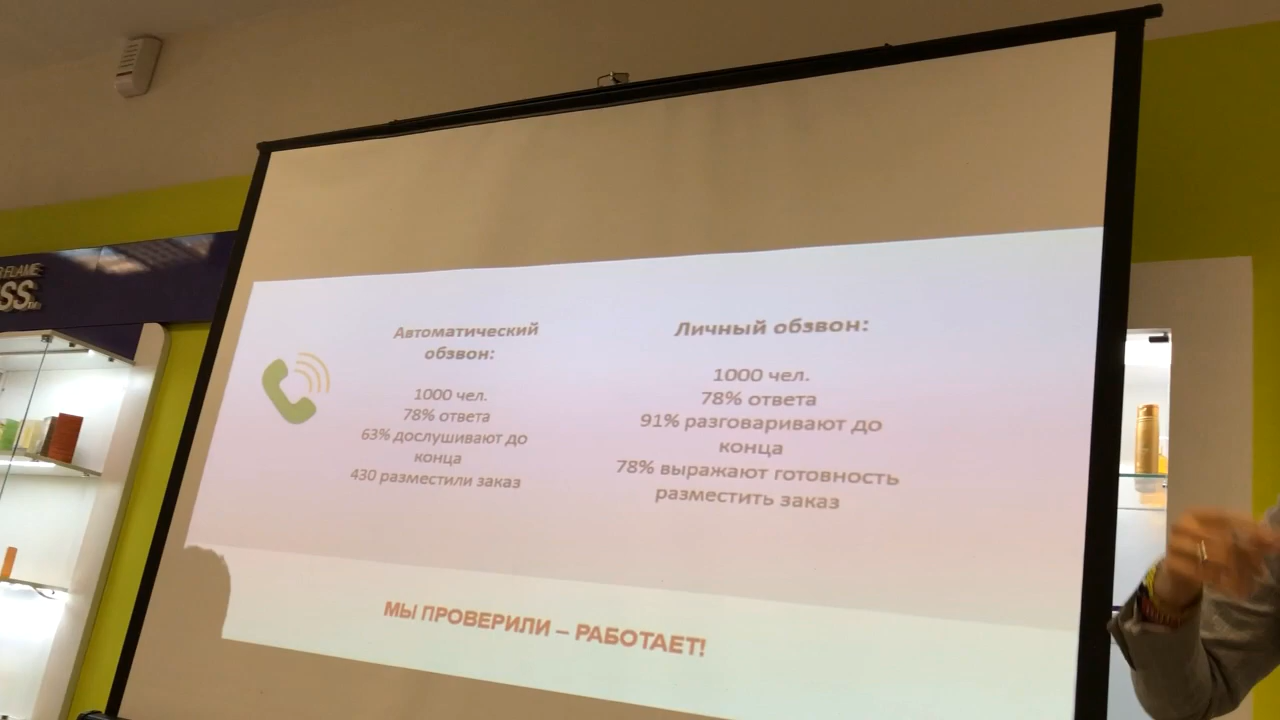 SS
Автоматический
обзвон:
1000 чел.
78% ответа
63% дослушивают до
конца
430 разместили заказ
Личный обзвон:
1000 чел.
78% ответа
91% разговаривают до
конца
78% выражают готовность
разместить заказ
МЫ ПРОВЕРИЛИ – РАБОТАЕТ!